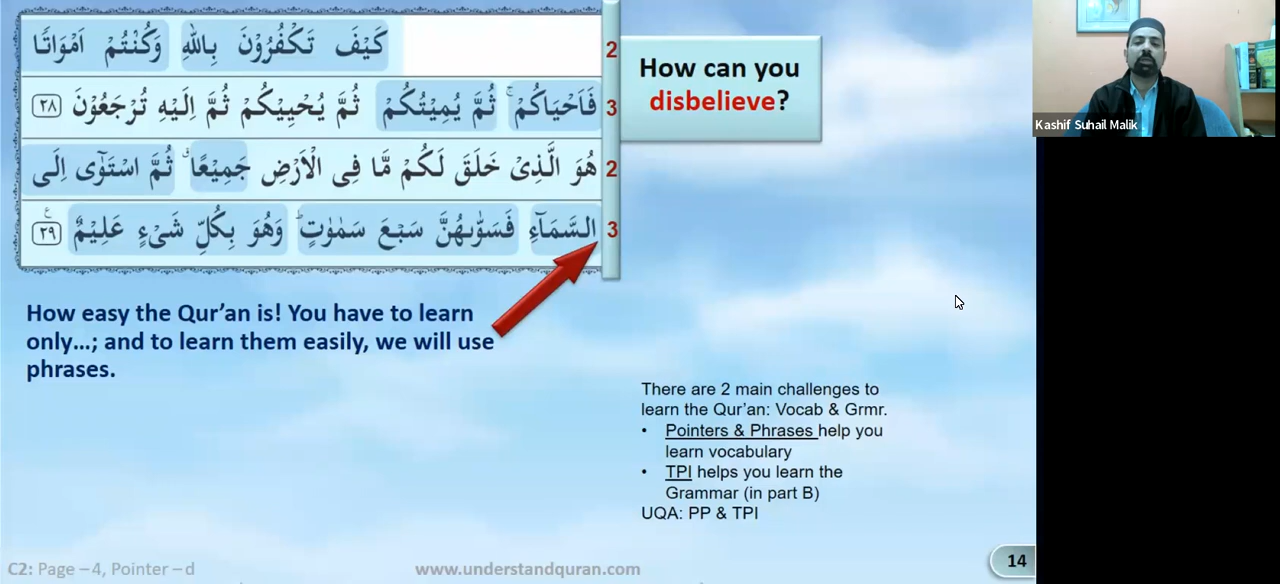 كَيْفَ تَكْفُرُوْنَ بِاللّٰهِ وَكُنْتُمْ اَمْوَاتًا
2
فَاَحْيَاكُمْ ۚ ثُمَّ يُمِيْتُكُمْ ثُمَّ يُحْيِيْكُمْ ثُمَّ اِلَيْهِ تُرْجَعُوْنَ ٢٨
3
هُوَ الَّذِىْ خَلَقَ لَكُمْ مَّا فِى الْاَرْضِ جَمِيْعًا ۗ ثُمَّ اسْتَوٰٓى اِلَى
2
السَّمَآءِ فَسَوّٰىهُنَّ سَبْعَ سَمٰوٰتٍ ؕ وَهُوَ بِكُلِّ شَىْءٍ عَلِيْمٌ ٢٩ ع
3
How can you
disbelieve?
Kashif Suhail Malik
How easy the Qur’an is! You have to learn
only…; and to learn them easily, we will use
phrases.
There are 2 main challenges to
learn the Qur’an: Vocab & Grmr.
• Pointers & Phrases help you
learn vocabulary
• TPI helps you learn the
Grammar (in part B)
UQA: PP & TPI
C2: Page – 4, Pointer – d
www.understandquran.com
14